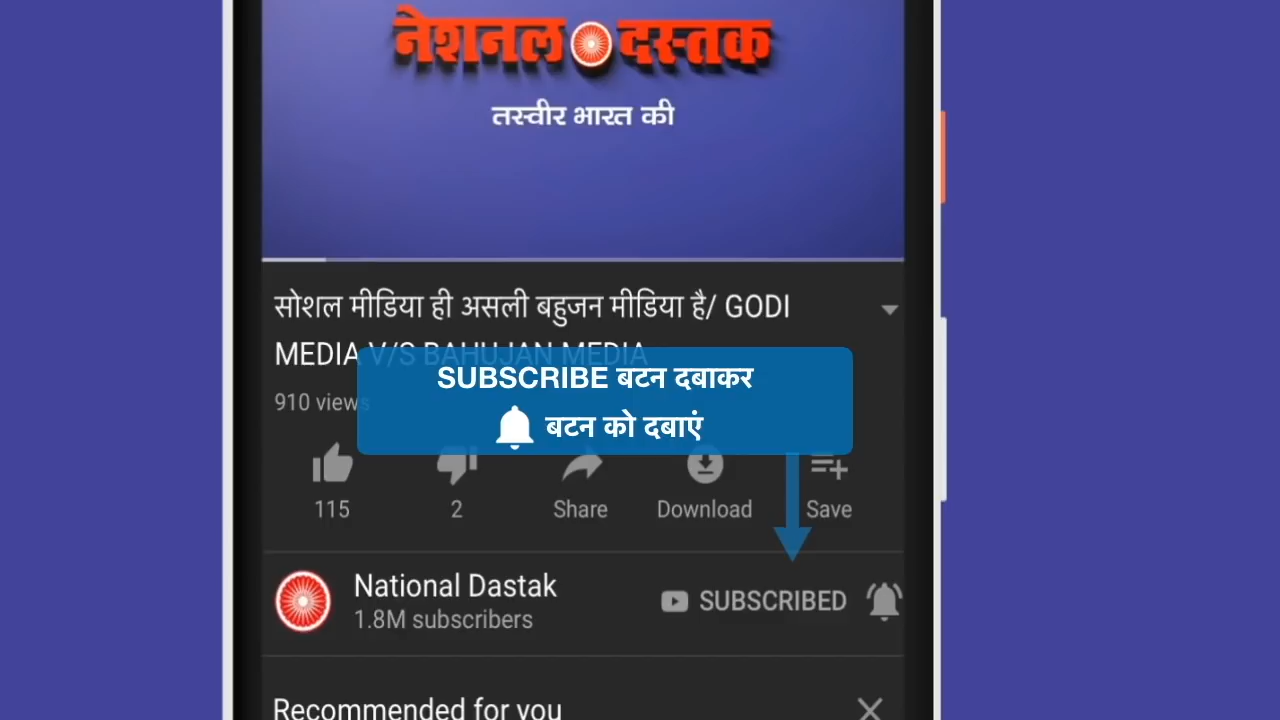 नेशनल दस्तक
तस्वीर भारत की
सोशल मीडिया ही असली बहुजन मीडिया है/ GODI
MEDIA V/S BAHUJAN MEDIA
910 views
SUBSCRIBE बटन दबाकर
बटन को दबाएं
115
2
Share
Download
Save
National Dastak
1.8M subscribers
SUBSCRIBED
Recommended for you